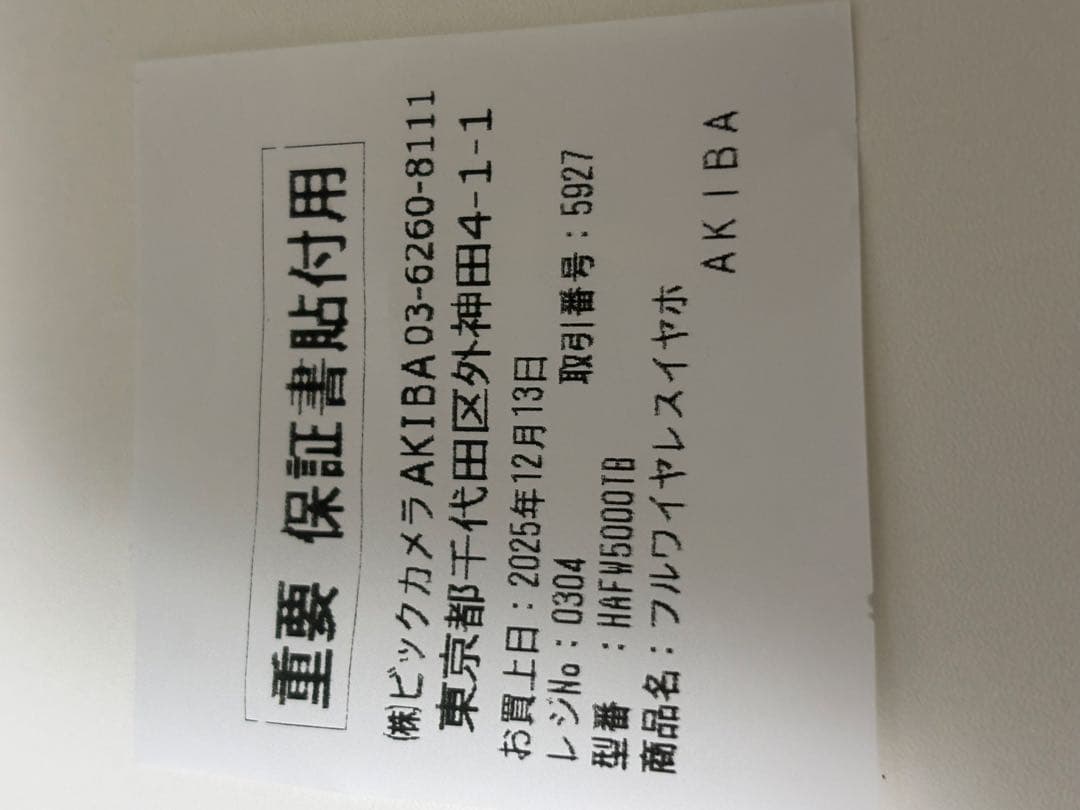 重要 保証書貼付用
(株)ビックカメラAKIBA03-6260-8111
東京都千代田区外神田4-1-1
お買上日：2025年12月13日
レジNo：0304 取引番号：5927
型番 ：HAFW5000TB
商品名：フルワイヤレスイヤホ
AKIBA